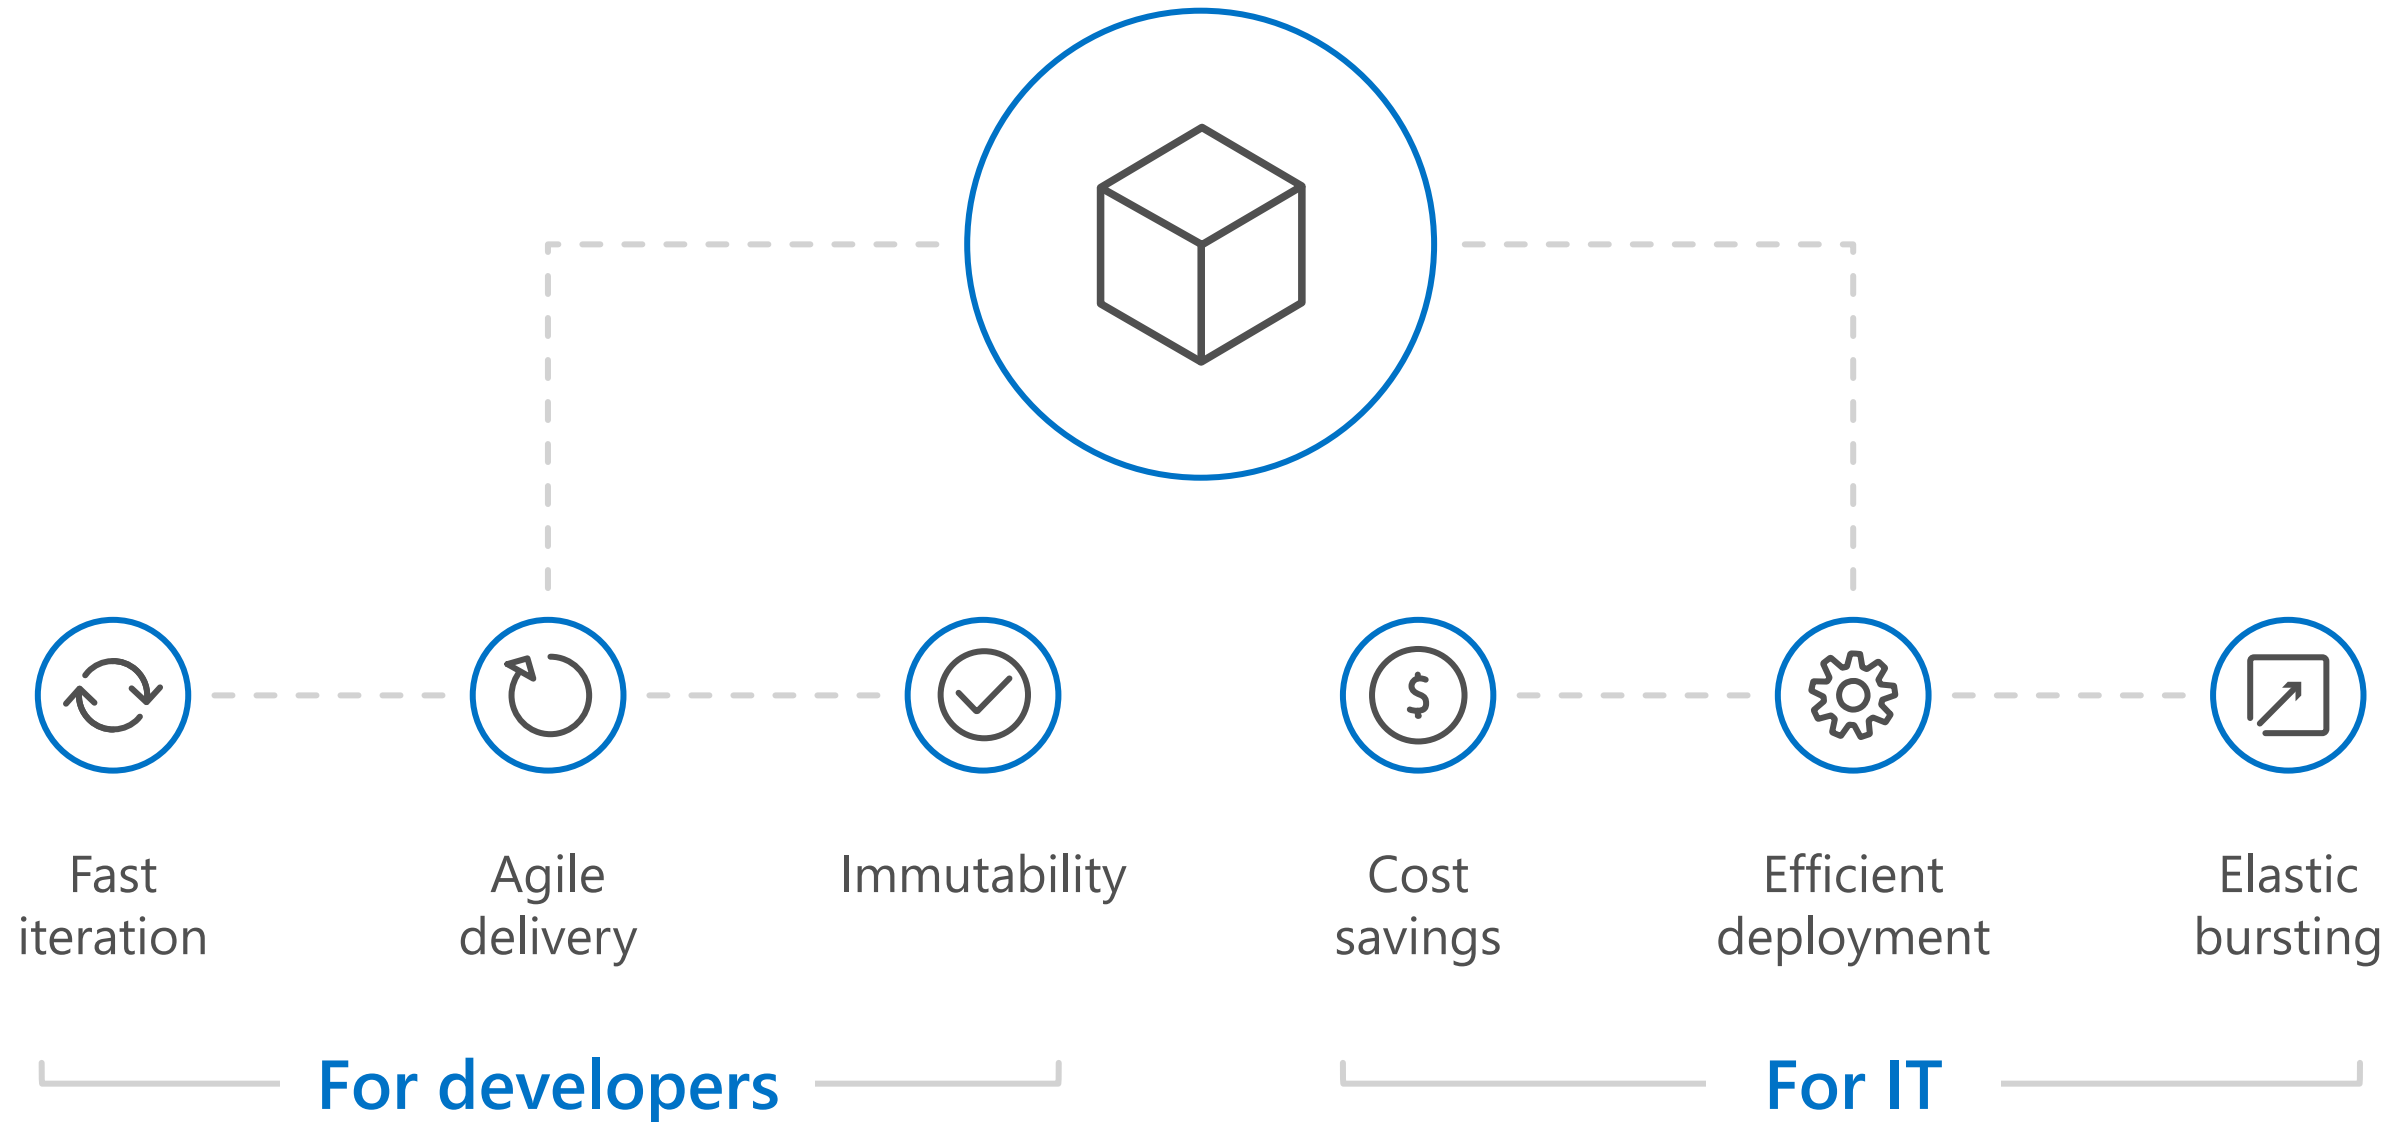 Fast
iteration
Agile
delivery
Immutability
Cost
savings
Efficient
deployment
Elastic
bursting
For developers
For IT